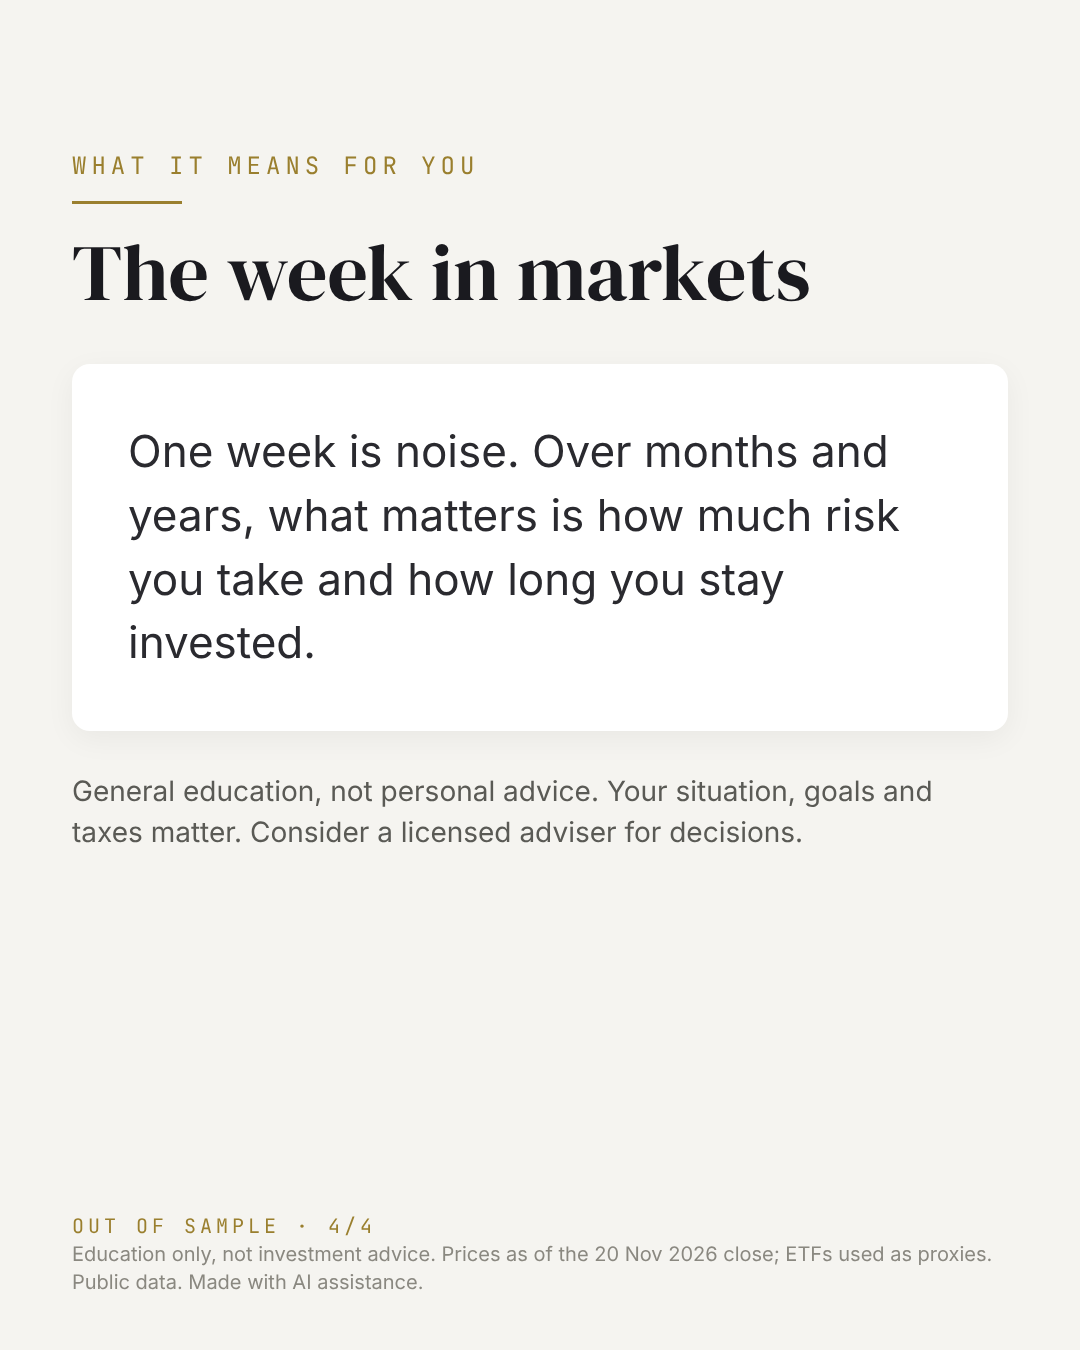 WHAT IT MEANS FOR YOU
The week in markets
One week is noise. Over months and
years, what matters is how much risk
you take and how long you stay
invested.
General education, not personal advice. Your situation, goals and
taxes matter. Consider a licensed adviser for decisions.
OUT OF SAMPLE · 4/4
Education only, not investment advice. Prices as of the 20 Nov 2026 close; ETFs used as proxies.
Public data. Made with AI assistance.